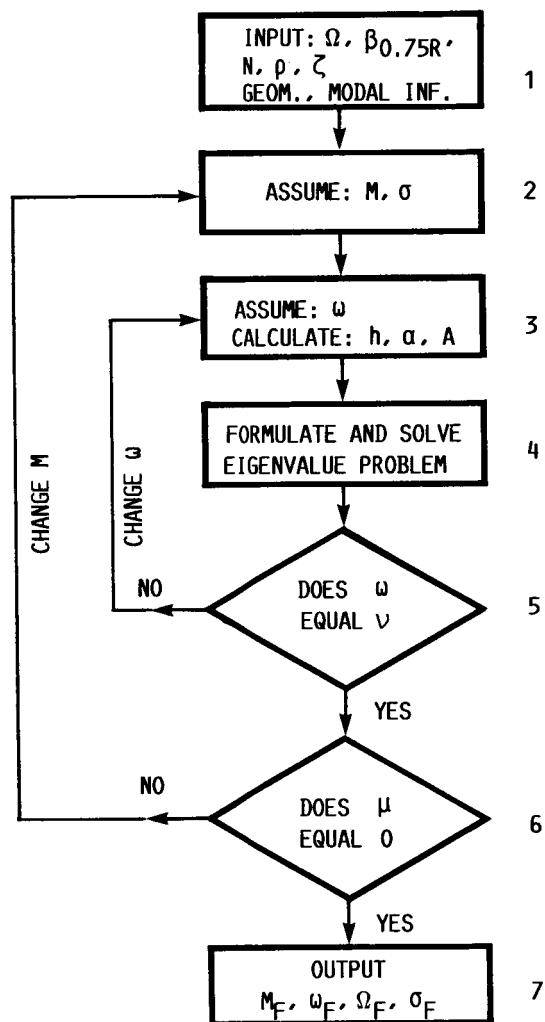 INPUT: Ω, β0.75R,
N, ρ, ζ
GEOM., MODAL INF.
1
ASSUME: M, σ
2
ASSUME: ω
CALCULATE: h, α, A
3
FORMULATE AND SOLVE
EIGENVALUE PROBLEM
4
CHANGE M
CHANGE ω
DOES ω
EQUAL ν
5
NO
YES
DOES μ
EQUAL 0
6
NO
YES
OUTPUT
MF, ωF, ΩF, σF
7